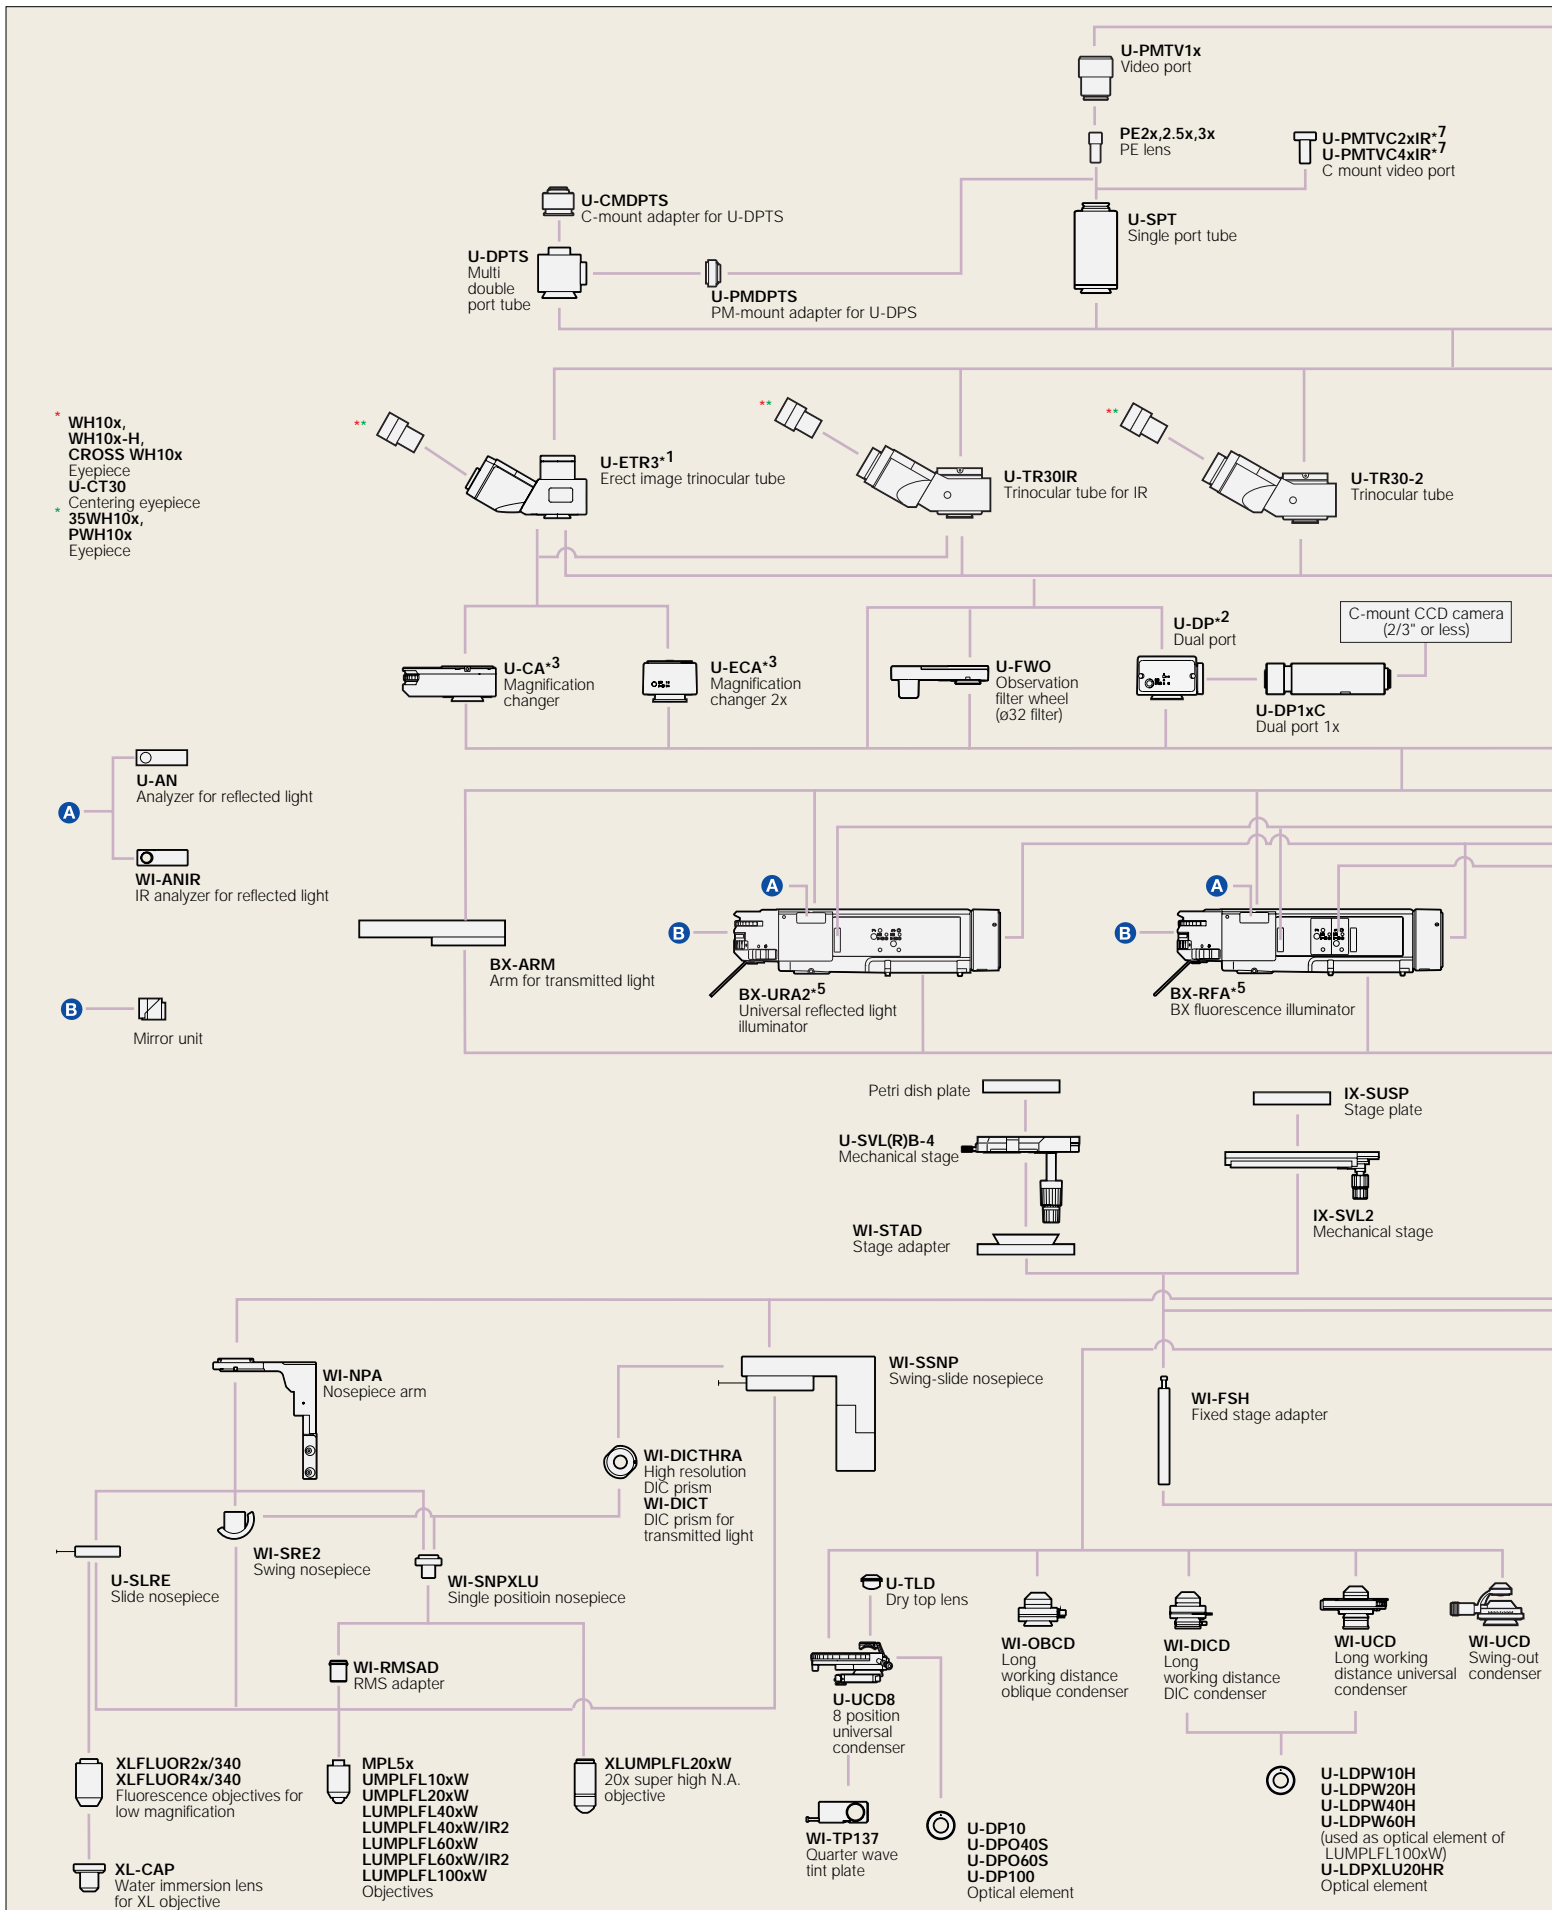 U-PMTV1x
Video port
PE2x,2.5x,3x
PE lens
U-PMTVC2xIR*7
U-PMTVC4xIR*7
C mount video port
U-CMDPTS
C-mount adapter for U-DPTS
U-SPT
Single port tube
U-DPTS
Multi
double
port tube
U-PMDPTS
PM-mount adapter for U-DPS
* WH10x,
WH10x-H,
CROSS WH10x
Eyepiece
U-CT30
Centering eyepiece
* 35WH10x,
PWH10x
Eyepiece
**
U-ETR3*1
Erect image trinocular tube
**
U-TR30IR
Trinocular tube for IR
**
U-TR30-2
Trinocular tube
C-mount CCD camera
(2/3" or less)
U-CA*3
Magnification
changer
U-ECA*3
Magnification
changer 2x
U-FWO
Observation
filter wheel
(ø32 filter)
U-DP*2
Dual port
U-DP1xC
Dual port 1x
A
U-AN
Analyzer for reflected light
WI-ANIR
IR analyzer for reflected light
BX-ARM
Arm for transmitted light
A
B
BX-URA2*5
Universal reflected light
illuminator
A
B
BX-RFA*5
BX fluorescence illuminator
B
Mirror unit
Petri dish plate
IX-SUSP
Stage plate
U-SVL(R)B-4
Mechanical stage
IX-SVL2
Mechanical stage
WI-STAD
Stage adapter
WI-NPA
Nosepiece arm
WI-SSNP
Swing-slide nosepiece
WI-FSH
Fixed stage adapter
WI-DICTHRA
High resolution
DIC prism
WI-DICT
DIC prism for
transmitted light
U-SLRE
Slide nosepiece
WI-SRE2
Swing nosepiece
WI-SNPXLU
Single positioin nosepiece
U-TLD
Dry top lens
WI-RMSAD
RMS adapter
U-UCD8
8 position
universal
condenser
WI-OBCD
Long
working distance
oblique condenser
WI-DICD
Long
working distance
DIC condenser
WI-UCD
Long working
distance universal
condenser
WI-UCD
Swing-out
condenser
XLFLUOR2x/340
XLFLUOR4x/340
Fluorescence objectives for
low magnification
XL-CAP
Water immersion lens
for XL objective
MPL5x
UMPLFL10xW
UMPLFL20xW
LUMPLFL40xW
LUMPLFL40xW/IR2
LUMPLFL60xW
LUMPLFL60xW/IR2
LUMPLFL100xW
Objectives
XLUMPLFL20xW
20x super high N.A.
objective
WI-TP137
Quarter wave
tint plate
U-DP10
U-DPO40S
U-DPO60S
U-DP100
Optical element
U-LDPW10H
U-LDPW20H
U-LDPW40H
U-LDPW60H
(used as optical element of
LUMPLFL100xW)
U-LDPXLU20HR
Optical element